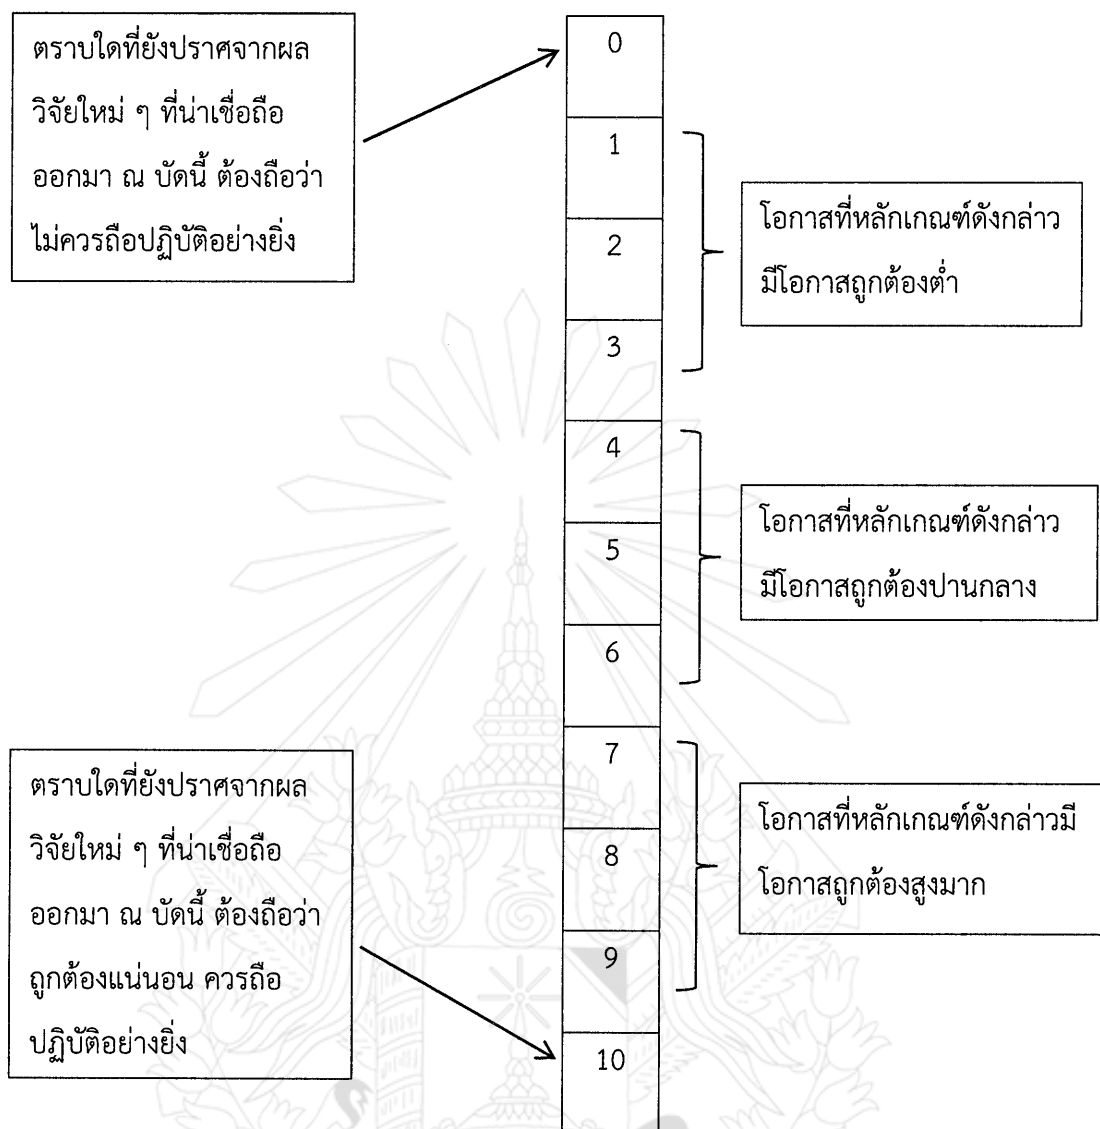 ตราบใดที่ยังปราศจากผล
วิจัยใหม่ ๆ ที่น่าเชื่อถือ
ออกมา ณ บัดนี้ ต้องถือว่า
ไม่ควรถือปฏิบัติอย่างยิ่ง
0
1
2
3
โอกาสที่หลักเกณฑ์ดังกล่าว
มีโอกาสถูกต้องต่ำ
4
5
6
โอกาสที่หลักเกณฑ์ดังกล่าว
มีโอกาสถูกต้องปานกลาง
7
8
9
โอกาสที่หลักเกณฑ์ดังกล่าวมี
โอกาสถูกต้องสูงมาก
ตราบใดที่ยังปราศจากผล
วิจัยใหม่ ๆ ที่น่าเชื่อถือ
ออกมา ณ บัดนี้ ต้องถือว่า
ถูกต้องแน่นอน ควรถือ
ปฏิบัติอย่างยิ่ง
10